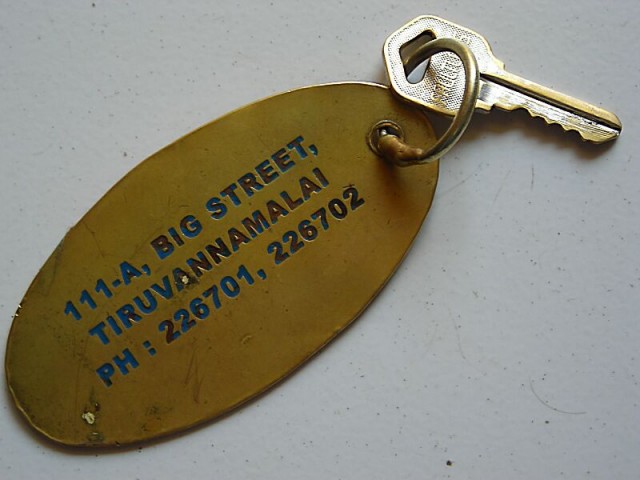 111-A, BIG STREET,
TIRUVANNAMALAI
PH : 226701, 226702